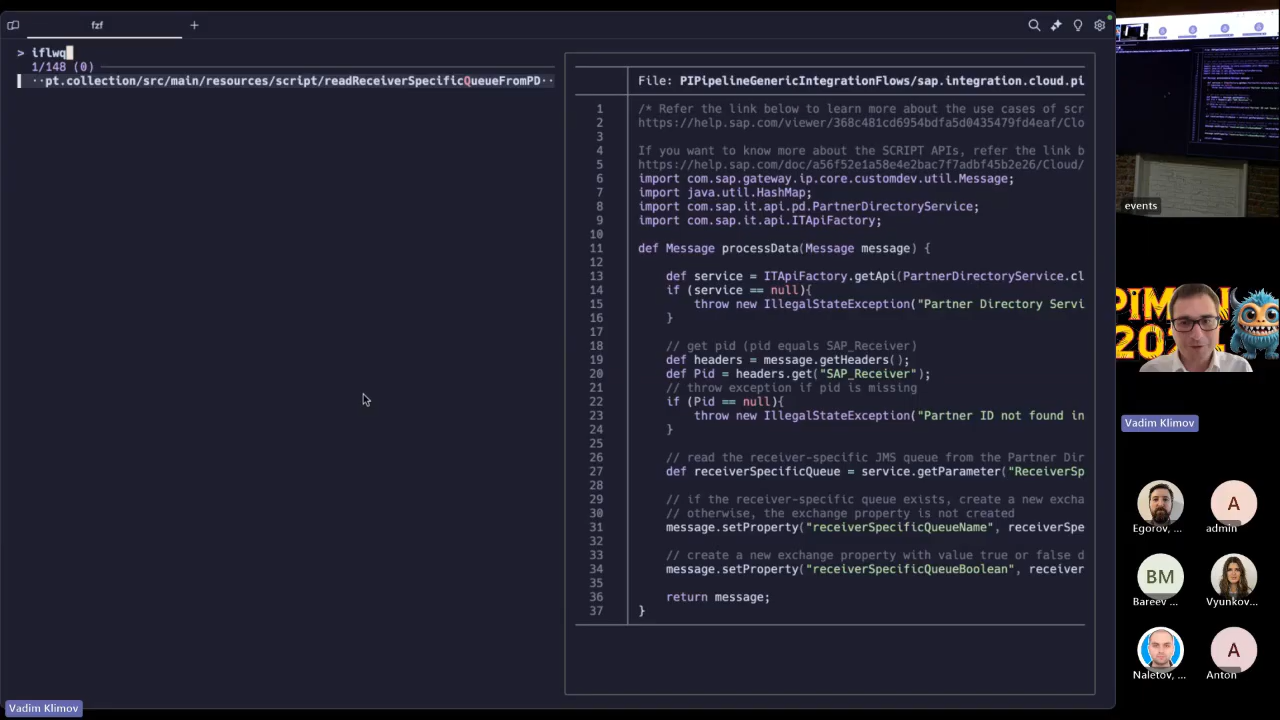 fzf
> iflwq
1/148 (0)
··pt.collection/src/main/resources/script/readReceiverSpecificQueueFromPD··
File: PipelineGenericIntegrationFlowsap.integration.cloud.pi
1 /* Refer the link below to learn more about the use cases of scr
2 https://help.sap.com/viewer/368c481cd6954bdfa5d0435479fd4eaf/Clo
3
4 If you want to know more about the SCRIPT APIs, refer the link b
5 https://help.sap.com/doc/a56f52e1a58e4e2bac7f7adbf45b2e26/Cloud/
6 import com.sap.gateway.ip.core.customdev.util.Message;
7 import java.util.HashMap;
8 import com.sap.it.api.pd.PartnerDirectoryService;
9 import com.sap.it.api.ITApiFactory;
10
11 def Message processData(Message message) {
12
13 def service = ITApiFactory.getApi(PartnerDirectoryService.cl
14 if (service == null){
15 throw new IllegalStateException("Partner Directory Servi
16 }
17
18 // get pid (pid equals SAP_Receiver)
19 def headers = message.getHeaders();
20 def Pid = headers.get("SAP_Receiver");
21 // throw exception if pid is missing
22 if (Pid == null){
23 throw new IllegalStateException("Partner ID not found in
24 }
25
26 // read the receiver-specific JMS queue from the Partner Dir
27 def receiverSpecificQueue = service.getParameter("ReceiverSp
28
29 // if the receiver-specific queue exists, create a new excha
30 // otherwise, the exchange property is not created
31 message.setProperty("receiverSpecificQueueName", receiverSpe
32
33 // create a new exchange property with value true or false d
34 message.setProperty("receiverSpecificQueueBoolean", receiver
35
36 return message;
37 }
events
Vadim Klimov
Egorov, ...
A
admin
BM
Bareev ...
Vyunkov...
Naletov, ...
A
Anton
Vadim Klimov